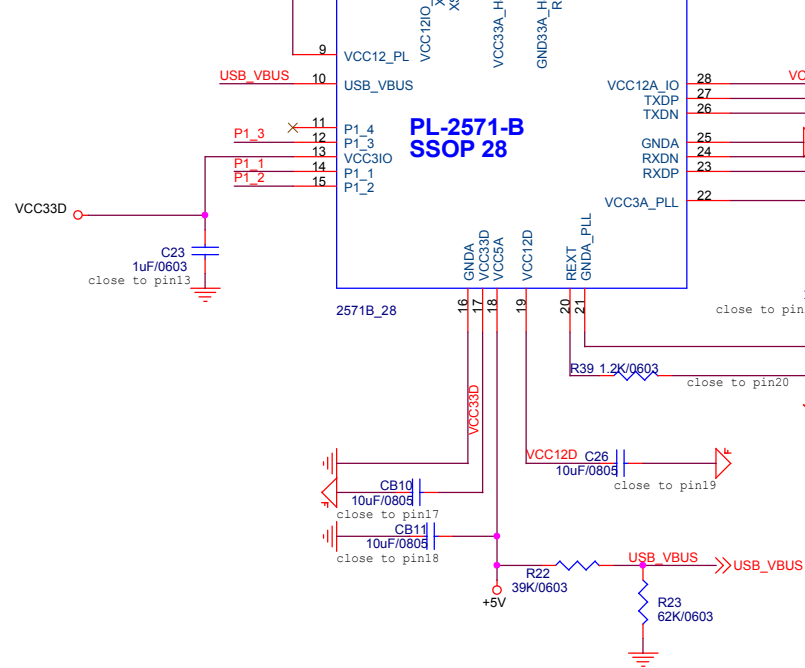 VCC12IO_
XS
VCC33A_H
GND33A_H
R
9
VCC12_PL
USB_VBUS
10
USB_VBUS
11
P1_4
P1_3
12
P1_3
13
VCC3IO
P1_1
14
P1_1
P1_2
15
P1_2
PL-2571-B
SSOP 28
VCC12A_IO
28
VC
TXDP
27
TXDN
26
GNDA
25
RXDN
24
RXDP
23
VCC3A_PLL
22
VCC33D
C23
1uF/0603
close to pin13
GNDA
VCC33D
VCC5A
VCC12D
REXT
GNDA_PLL
2571B_28
16
17
18
19
20
21
close to pin
R39 1.2K/0603
close to pin20
VCC33D
VCC12D
C26
10uF/0805
close to pin19
CB10
10uF/0805
close to pin17
CB11
10uF/0805
close to pin18
R22
39K/0603
+5V
USB_VBUS
USB_VBUS
R23
62K/0603